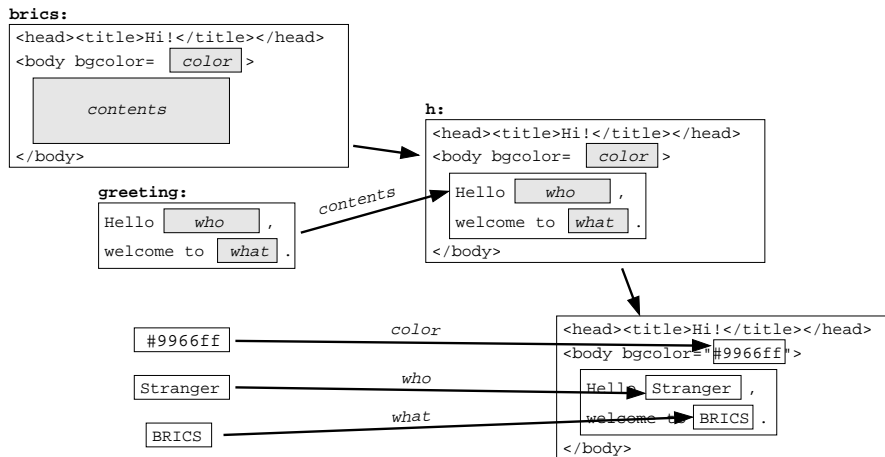 brics:
<head><title>Hi!</title></head>
<body bgcolor= color >
contents
</body>
h:
<head><title>Hi!</title></head>
<body bgcolor= color >
Hello who ,
welcome to what .
</body>
greeting:
Hello who ,
welcome to what .
contents
#9966ff
color
Stranger
who
BRICS
what
<head><title>Hi!</title></head>
<body bgcolor="#9966ff">
Hello Stranger ,
welcome to BRICS .
</body>